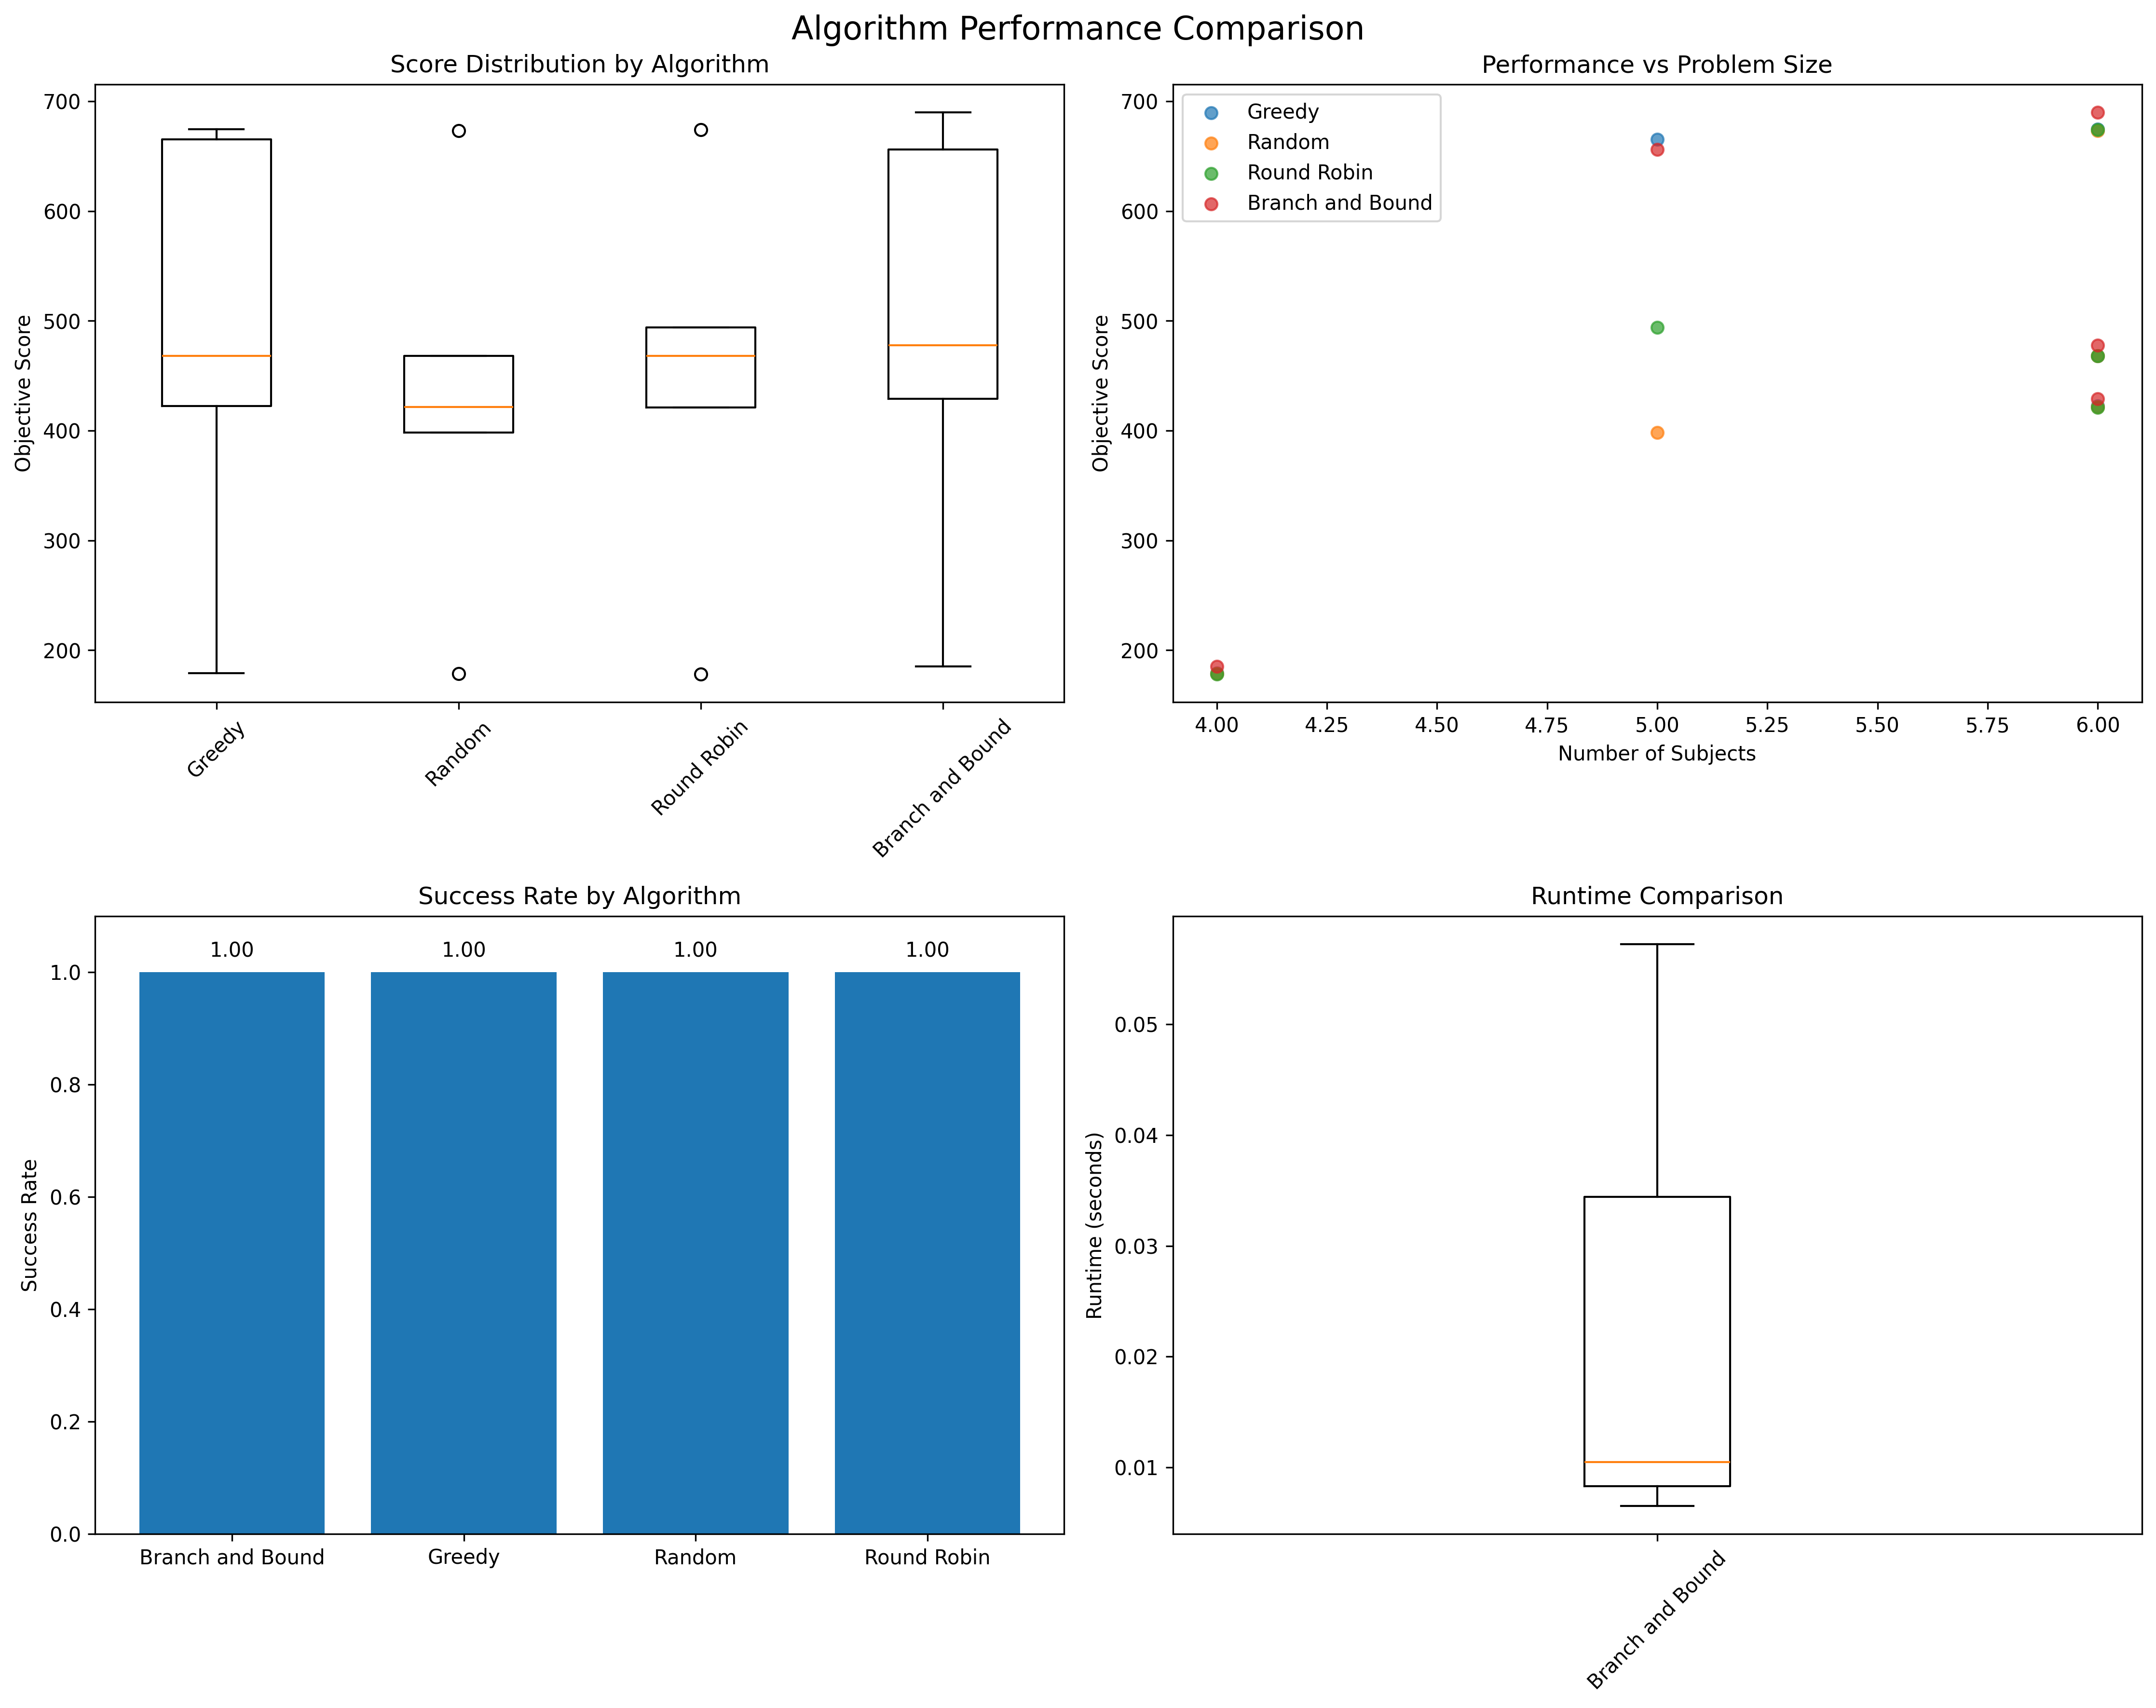 Algorithm Performance Comparison
Score Distribution by Algorithm
700
600
500
400
300
200
Objective Score
Greedy
Random
Round Robin
Branch and Bound
Performance vs Problem Size
Greedy
Random
Round Robin
Branch and Bound
700
600
500
400
300
200
Objective Score
4.00 4.25 4.50 4.75 5.00 5.25 5.50 5.75 6.00
Number of Subjects
Success Rate by Algorithm
1.00 1.00 1.00 1.00
1.0
0.8
0.6
0.4
0.2
0.0
Success Rate
Branch and Bound Greedy Random Round Robin
Runtime Comparison
0.05
0.04
0.03
0.02
0.01
Runtime (seconds)
Branch and Bound